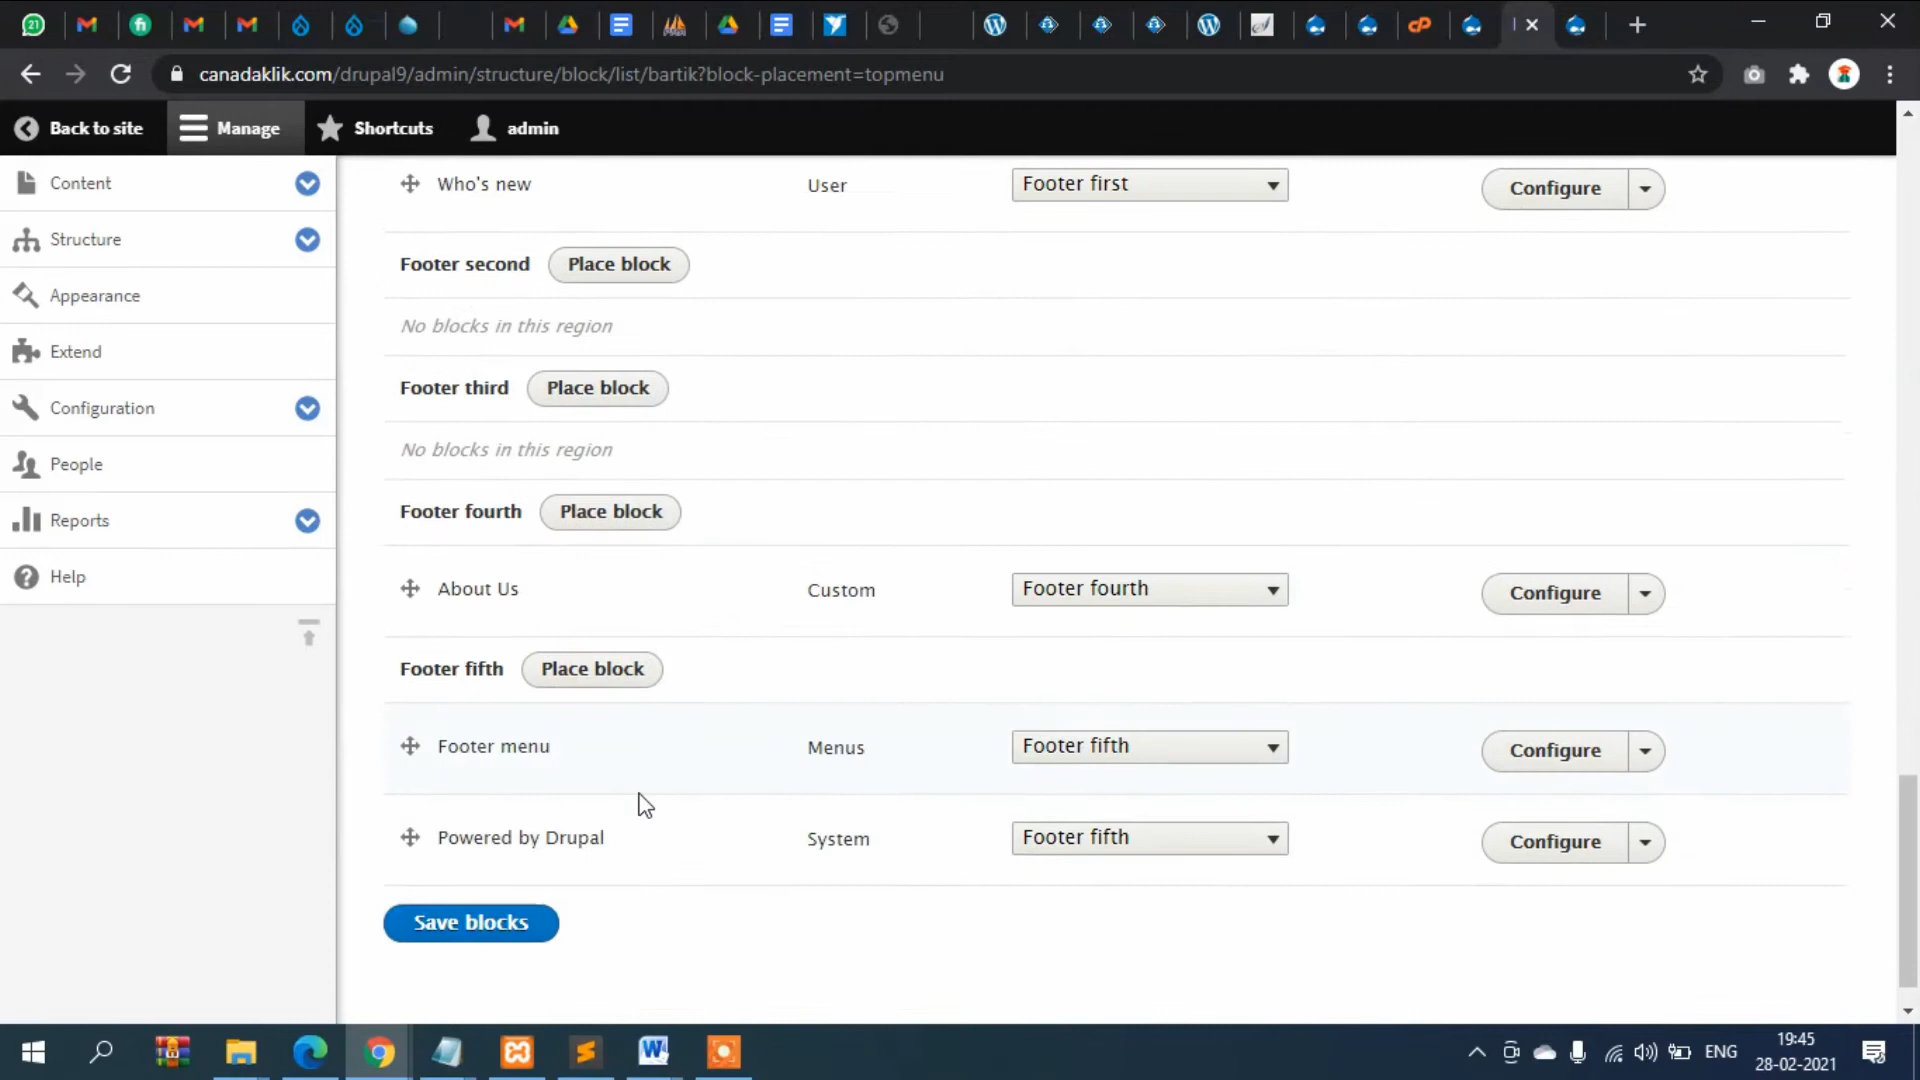 21
canadaklik.com/drupal9/admin/structure/block/list/bartik?block-placement=topmenu
Back to site
Manage
Shortcuts
admin
Content
Structure
Appearance
Extend
Configuration
People
Reports
Help
Who's new
User
Footer first
Configure
Footer second
Place block
No blocks in this region
Footer third
Place block
No blocks in this region
Footer fourth
Place block
About Us
Custom
Footer fourth
Configure
Footer fifth
Place block
Footer menu
Menus
Footer fifth
Configure
Powered by Drupal
System
Footer fifth
Configure
Save blocks
ENG
19:45
28-02-2021